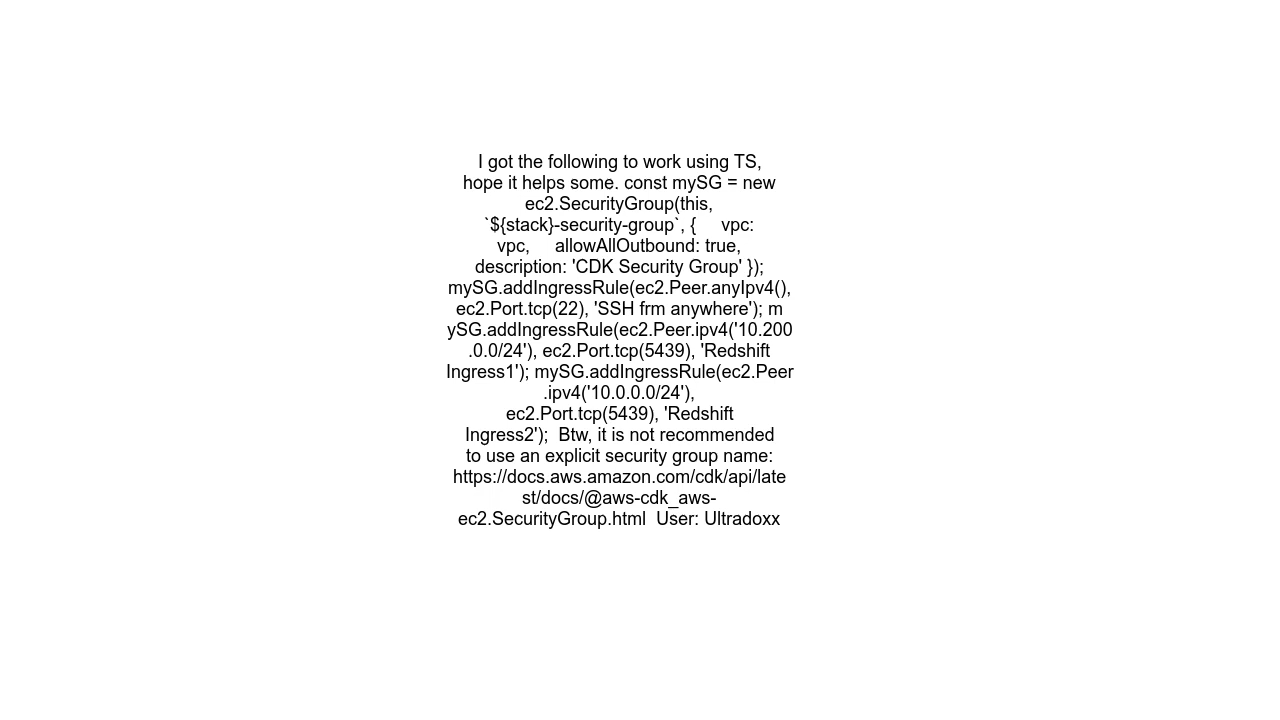 I got the following to work using TS,
hope it helps some. const mySG = new
ec2.SecurityGroup(this,
`${stack}-security-group`, {     vpc:
vpc,     allowAllOutbound: true,
description: 'CDK Security Group' });
mySG.addIngressRule(ec2.Peer.anyIpv4(),
ec2.Port.tcp(22), 'SSH frm anywhere'); m
ySG.addIngressRule(ec2.Peer.ipv4('10.200
.0.0/24'), ec2.Port.tcp(5439), 'Redshift
Ingress1'); mySG.addIngressRule(ec2.Peer
.ipv4('10.0.0.0/24'),
ec2.Port.tcp(5439), 'Redshift
Ingress2');  Btw, it is not recommended
to use an explicit security group name:
https://docs.aws.amazon.com/cdk/api/late
st/docs/@aws-cdk_aws-
ec2.SecurityGroup.html  User: Ultradoxx